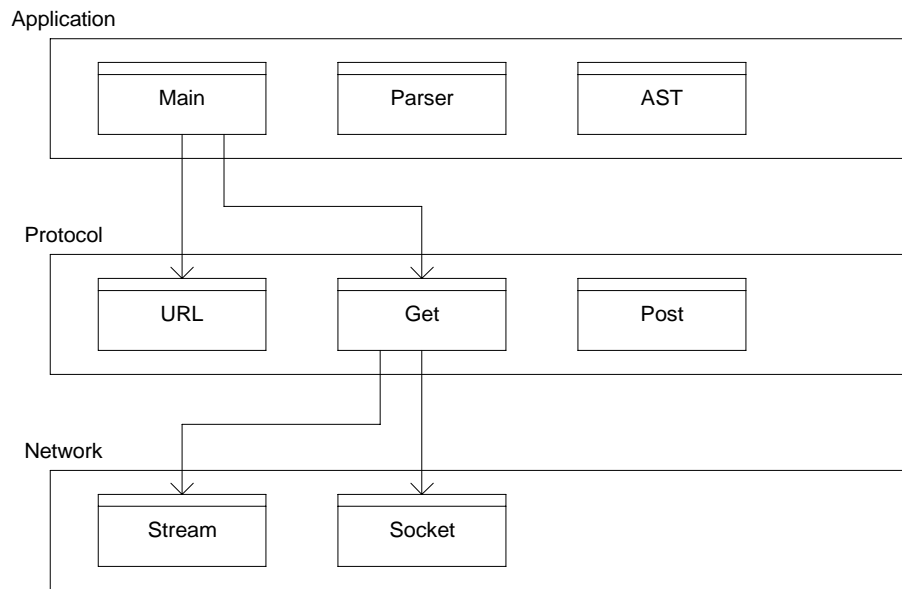 Application
Main
Parser
AST
Protocol
URL
Get
Post
Network
Stream
Socket